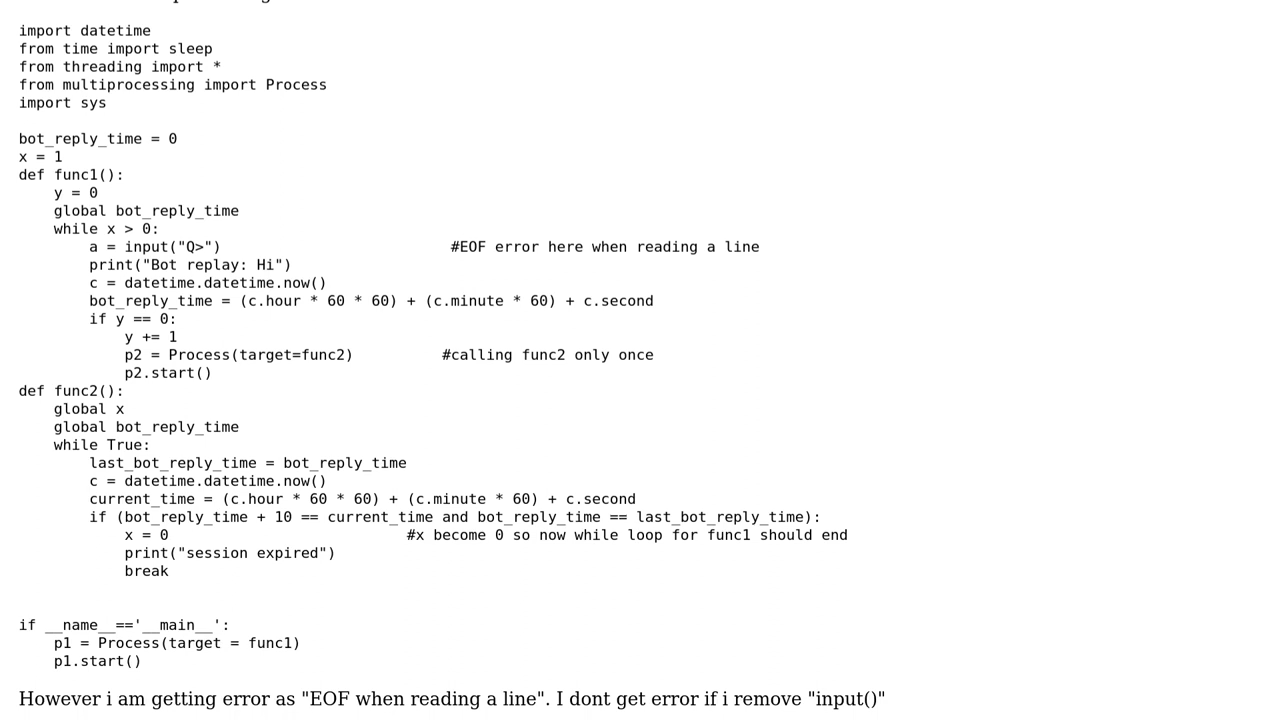 import datetime
from time import sleep
from threading import *
from multiprocessing import Process
import sys

bot_reply_time = 0
x = 1
def func1():
    y = 0
    global bot_reply_time
    while x > 0:
        a = input("Q>")                          #EOF error here when reading a line
        print("Bot replay: Hi")
        c = datetime.datetime.now()
        bot_reply_time = (c.hour * 60 * 60) + (c.minute * 60) + c.second
        if y == 0:
            y += 1
            p2 = Process(target=func2)          #calling func2 only once
            p2.start()
def func2():
    global x
    global bot_reply_time
    while True:
        last_bot_reply_time = bot_reply_time
        c = datetime.datetime.now()
        current_time = (c.hour * 60 * 60) + (c.minute * 60) + c.second
        if (bot_reply_time + 10 == current_time and bot_reply_time == last_bot_reply_time):
            x = 0                           #x become 0 so now while loop for func1 should end
            print("session expired")
            break


if __name__=='__main__':
    p1 = Process(target = func1)
    p1.start()
However i am getting error as "EOF when reading a line". I dont get error if i remove "input()"